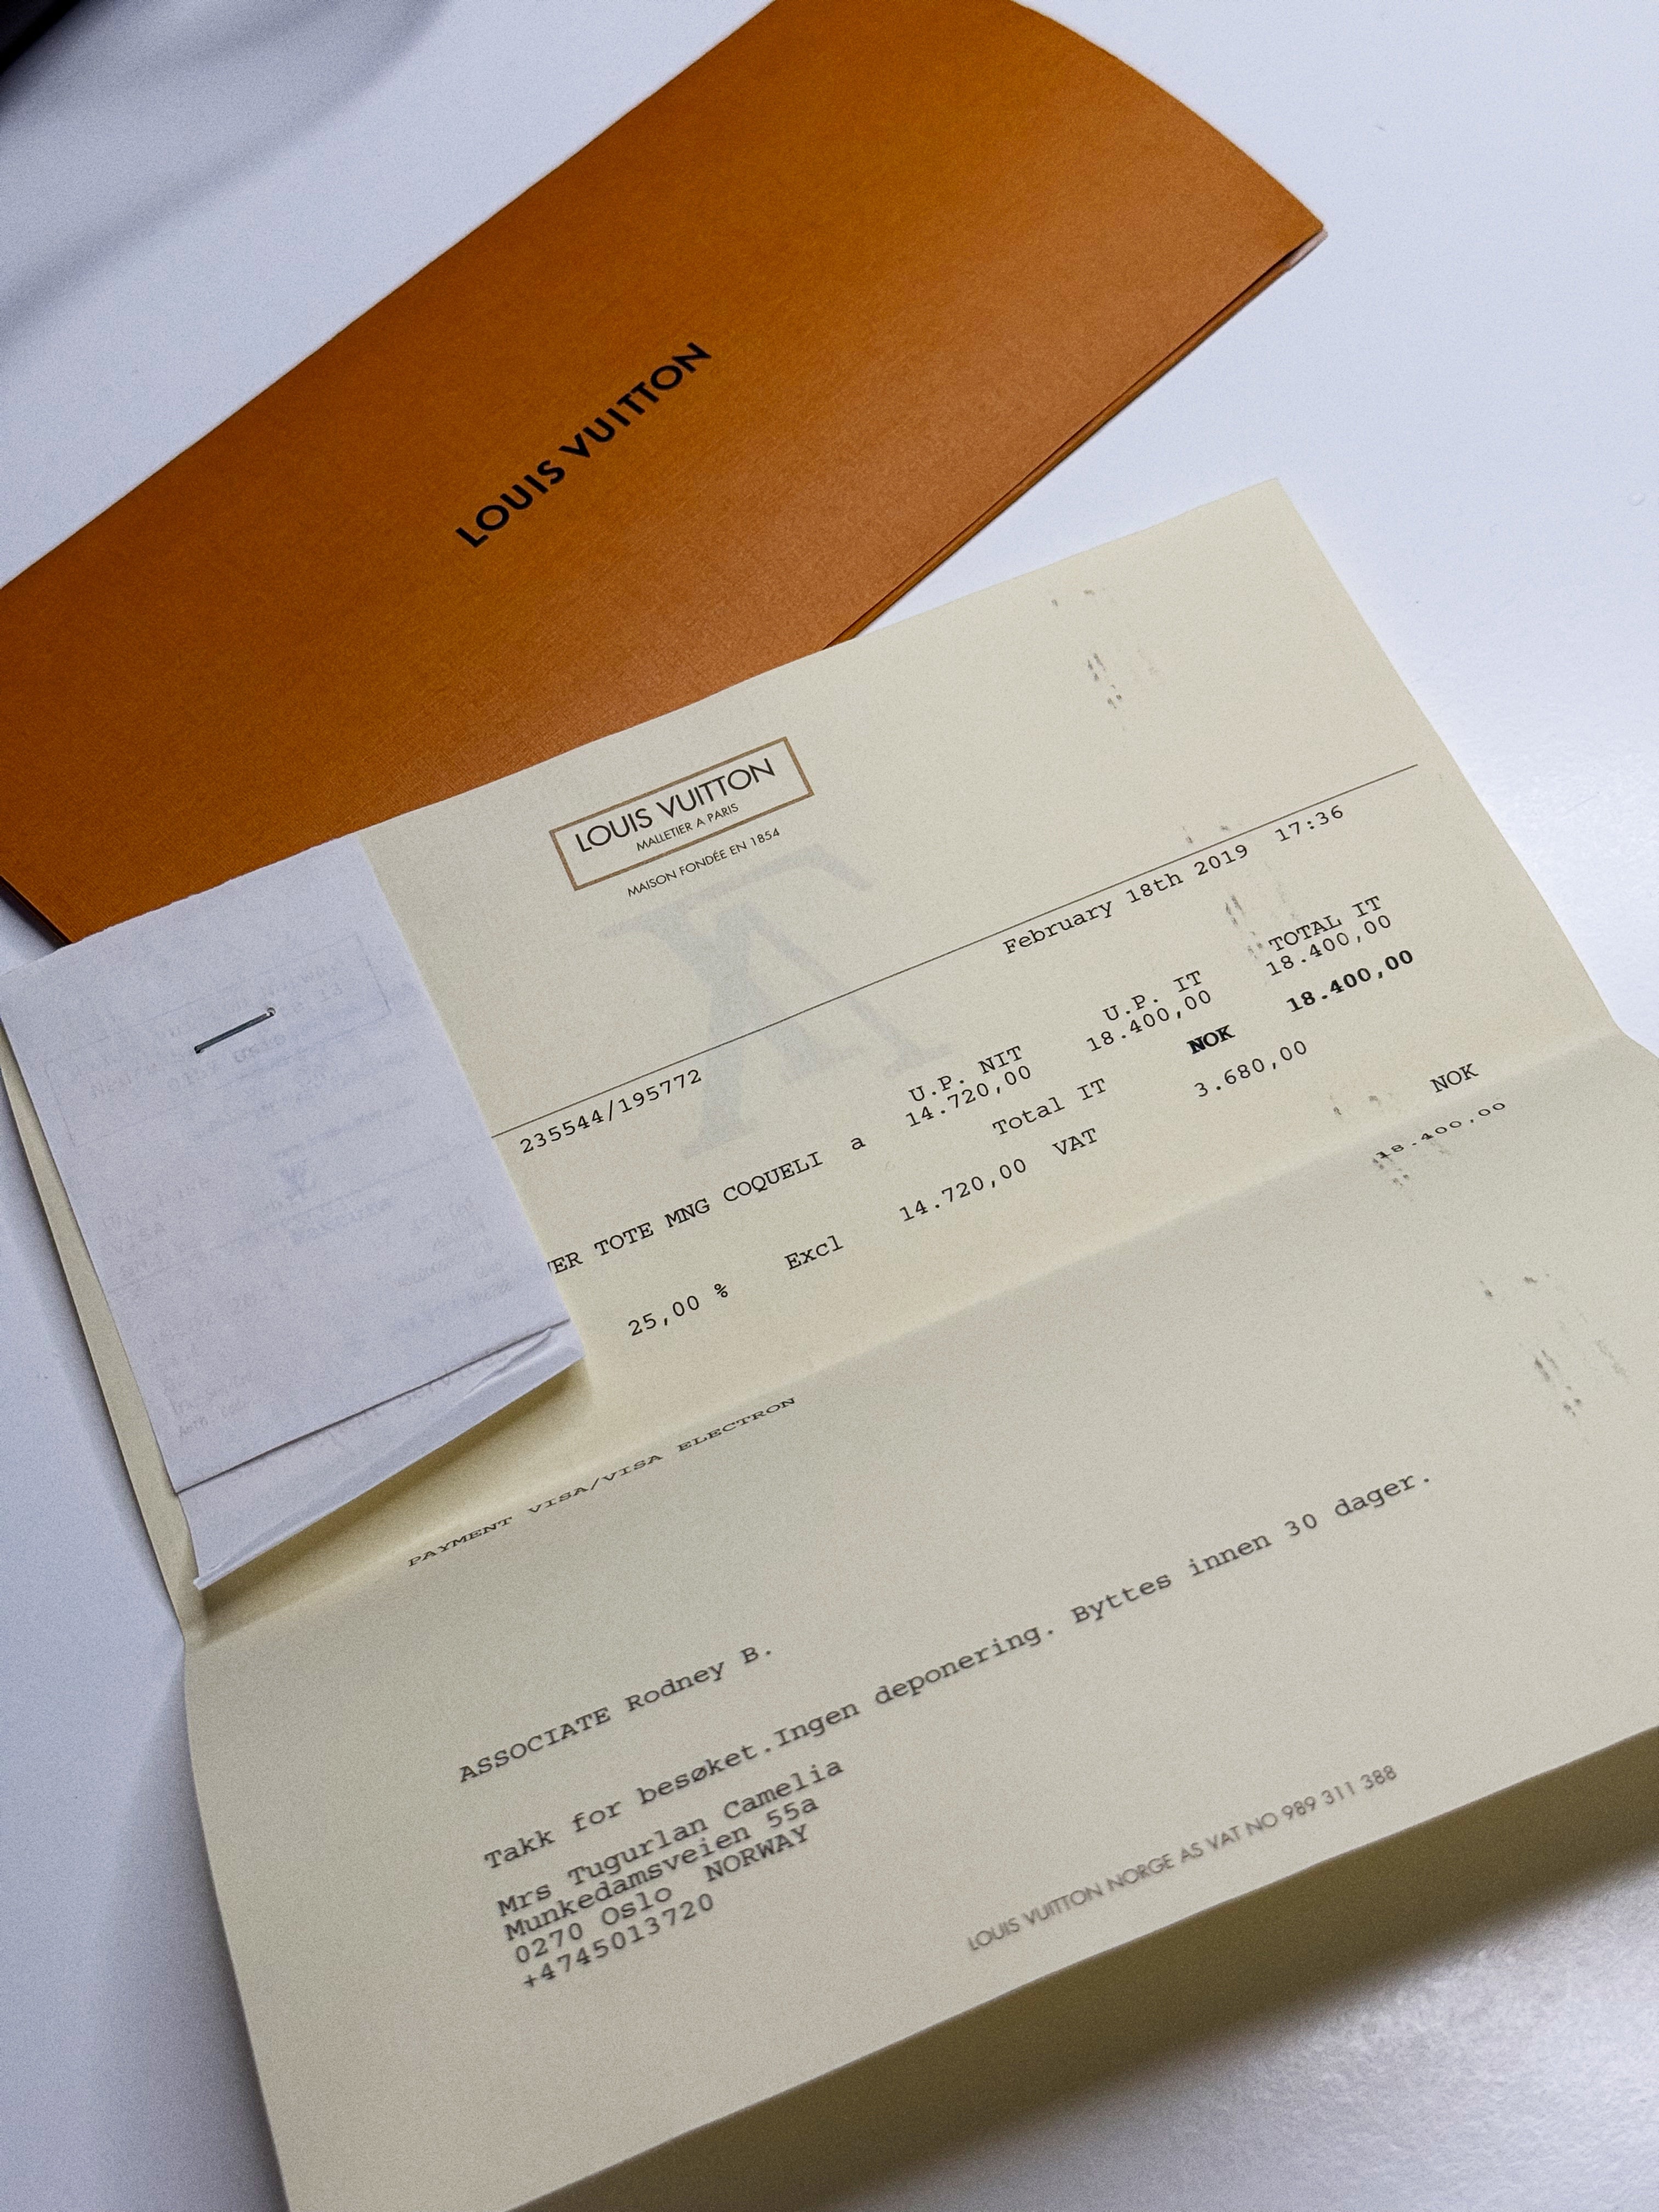 LOUIS VUITTON
LOUIS VUITTON
MALLETIER A PARIS
MAISON FONDÉE EN 1854
February 18th 2019 17:36
235544/195772
U.P. NIT U.P. IT TOTAL IT
TOTE MNG COQUELI a 14.720,00 18.400,00 18.400,00
Total IT NOK 18.400,00
25,00 % Excl 14.720,00 VAT 3.680,00
NOK
PAYMENT VISA/VISA ELECTRON 18.400,00
ASSOCIATE Rodney B.
Takk for besøket.Ingen deponering. Byttes innen 30 dager.
Mrs Tugurlan Camelia
Munkedamsveien 55a
0270 Oslo NORWAY
+4745013720
LOUIS VUITTON NORGE AS VAT NO 989 311 388